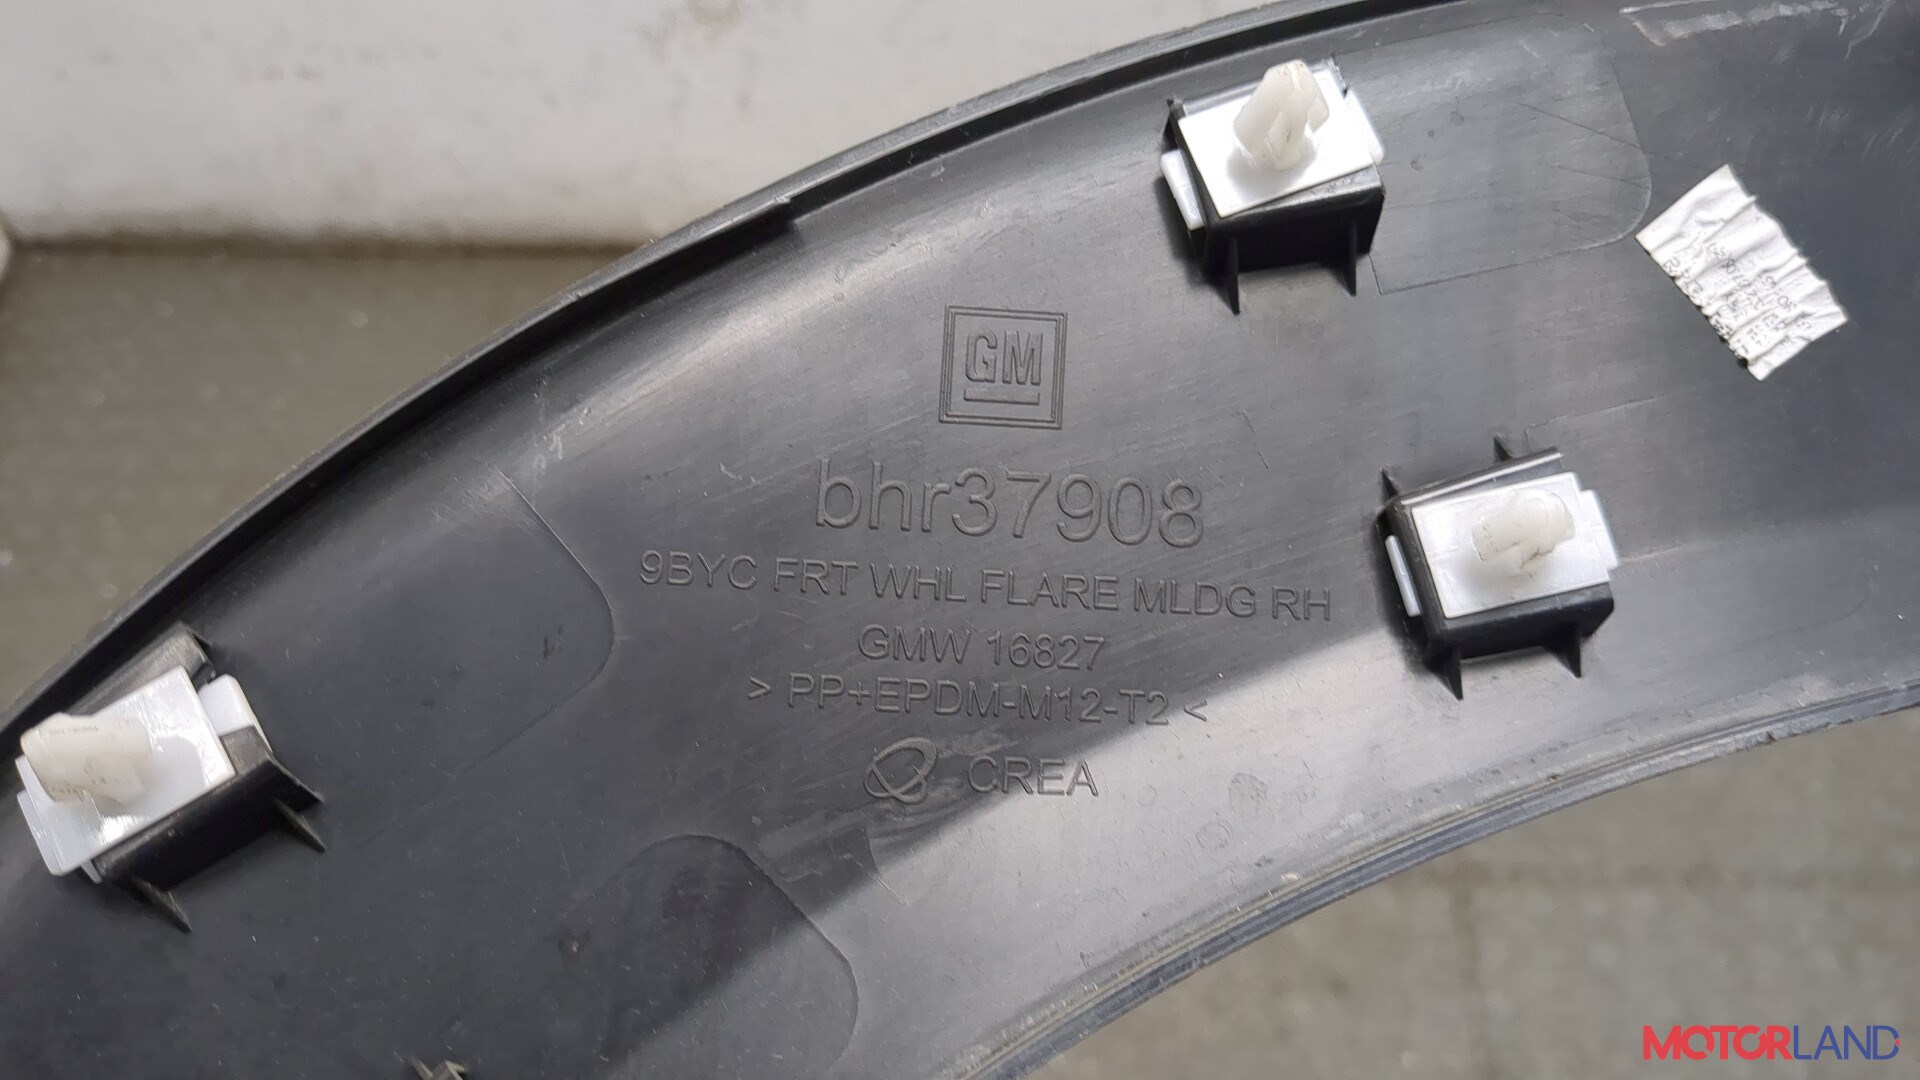 GM
bhr37908
9BYC FRT WHL FLARE MLDG RH
GMW 16827
> PP+EPDM-M12-T2 <
CREA
MOTORLAND